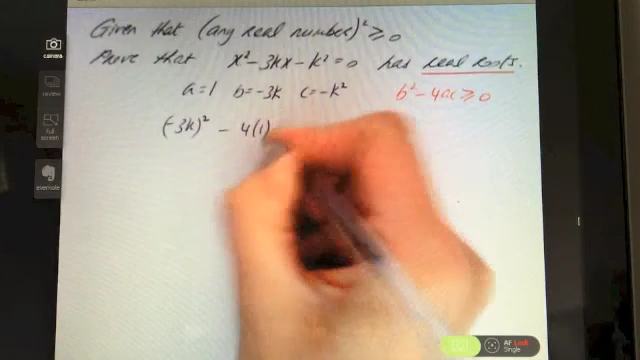 Given that (any real number)² ≥ 0
Prove that x² - 3kx - k² = 0 has real roots.
a = 1 b = -3k c = -k² b² - 4ac ≥ 0
(-3k)² - 4(1)
camera
review
full
screen
evernote
AF Lock
Single